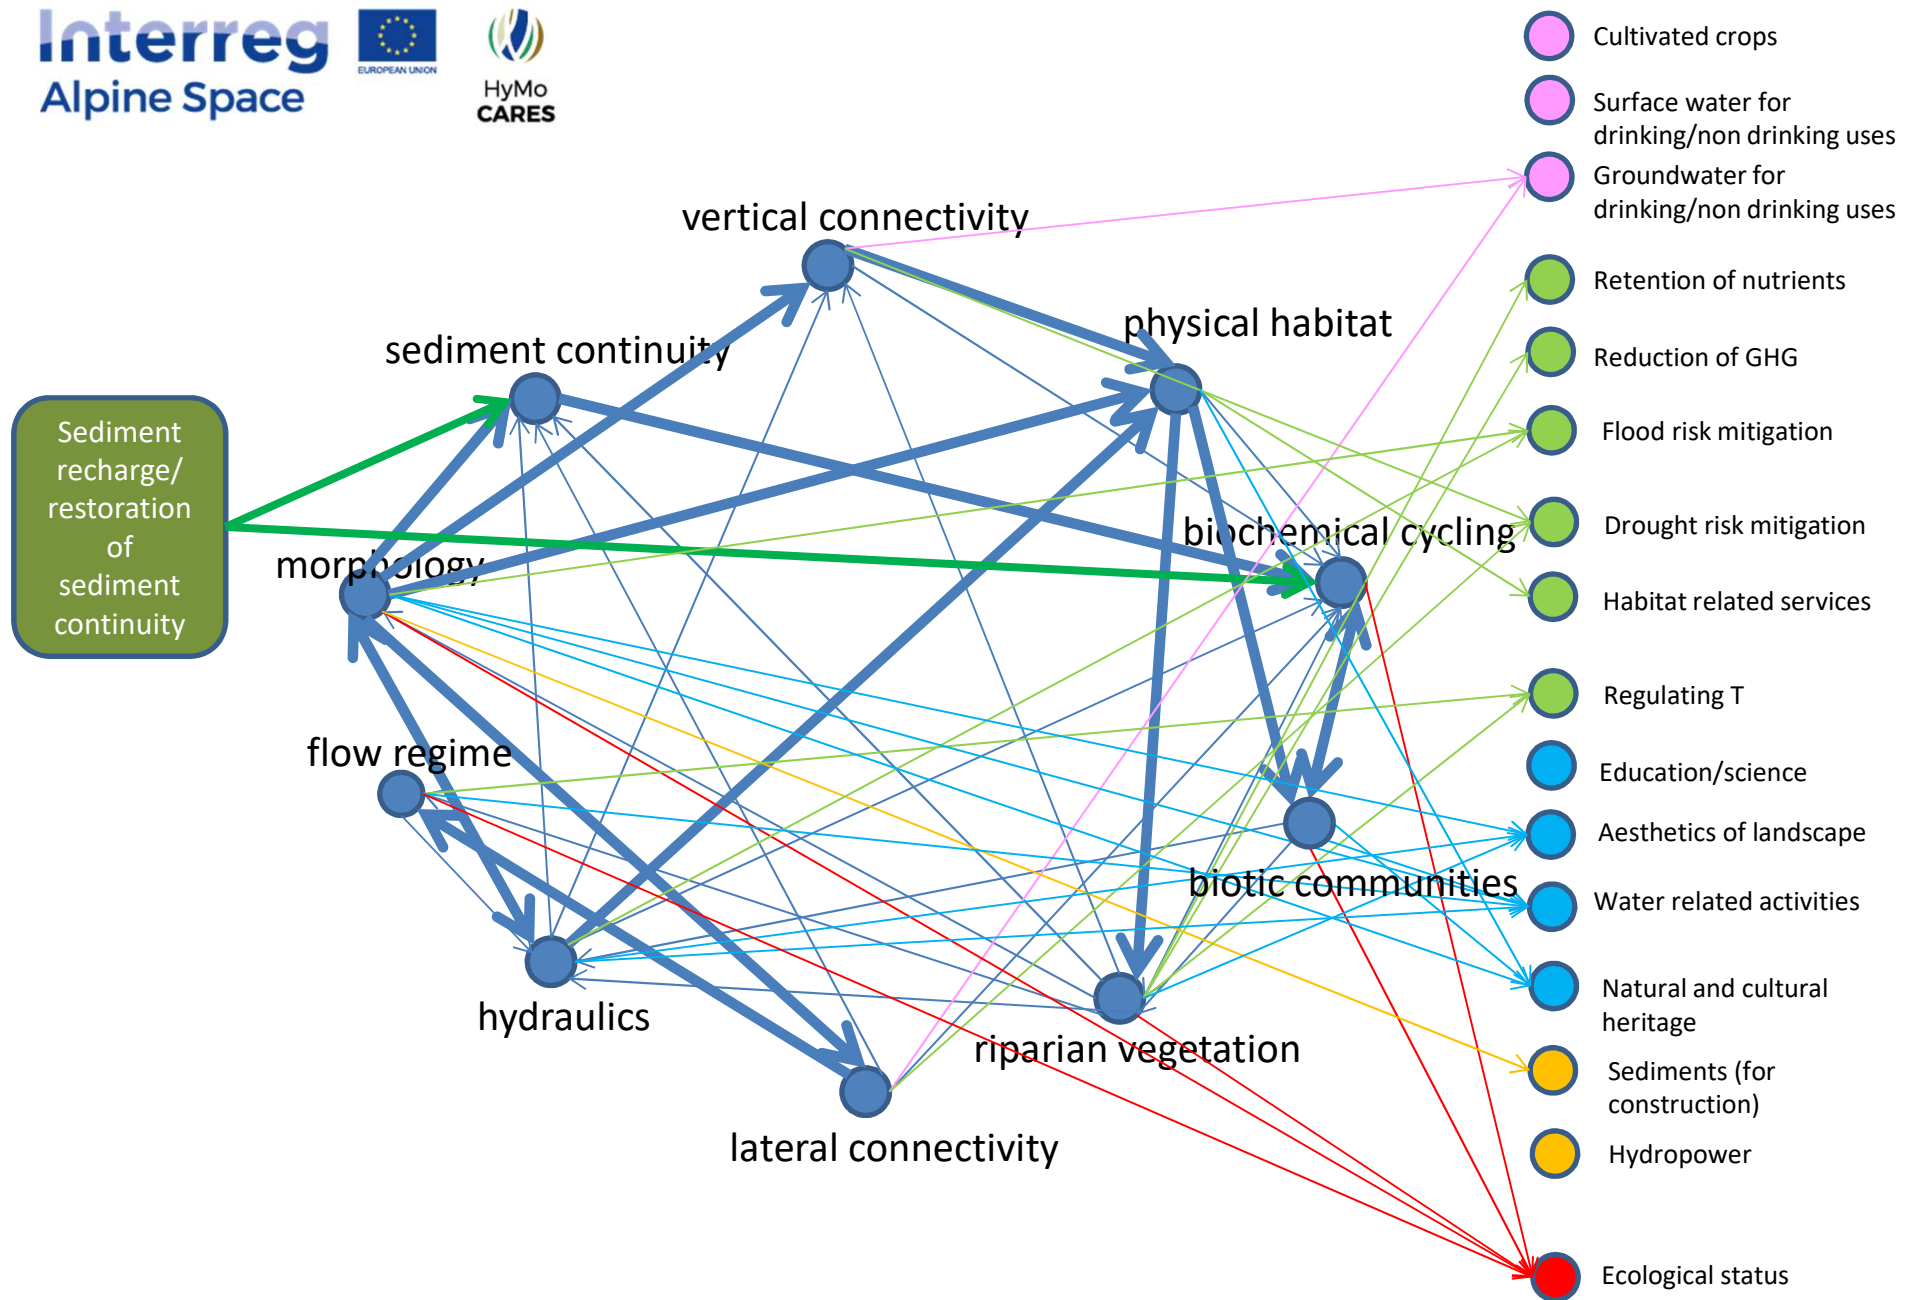 Interreg
Alpine Space
EUROPEAN UNION
HyMo
CARES
Cultivated crops
Surface water for
drinking/non drinking uses
Groundwater for
drinking/non drinking uses
vertical connectivity
Retention of nutrients
physical habitat
sediment continuity
Reduction of GHG
Sediment
recharge/
restoration
of
sediment
continuity
Flood risk mitigation
biochemical cycling
Drought risk mitigation
morphology
Habitat related services
Regulating T
flow regime
Education/science
Aesthetics of landscape
biotic communities
Water related activities
hydraulics
Natural and cultural
heritage
riparian vegetation
Sediments (for
construction)
lateral connectivity
Hydropower
Ecological status